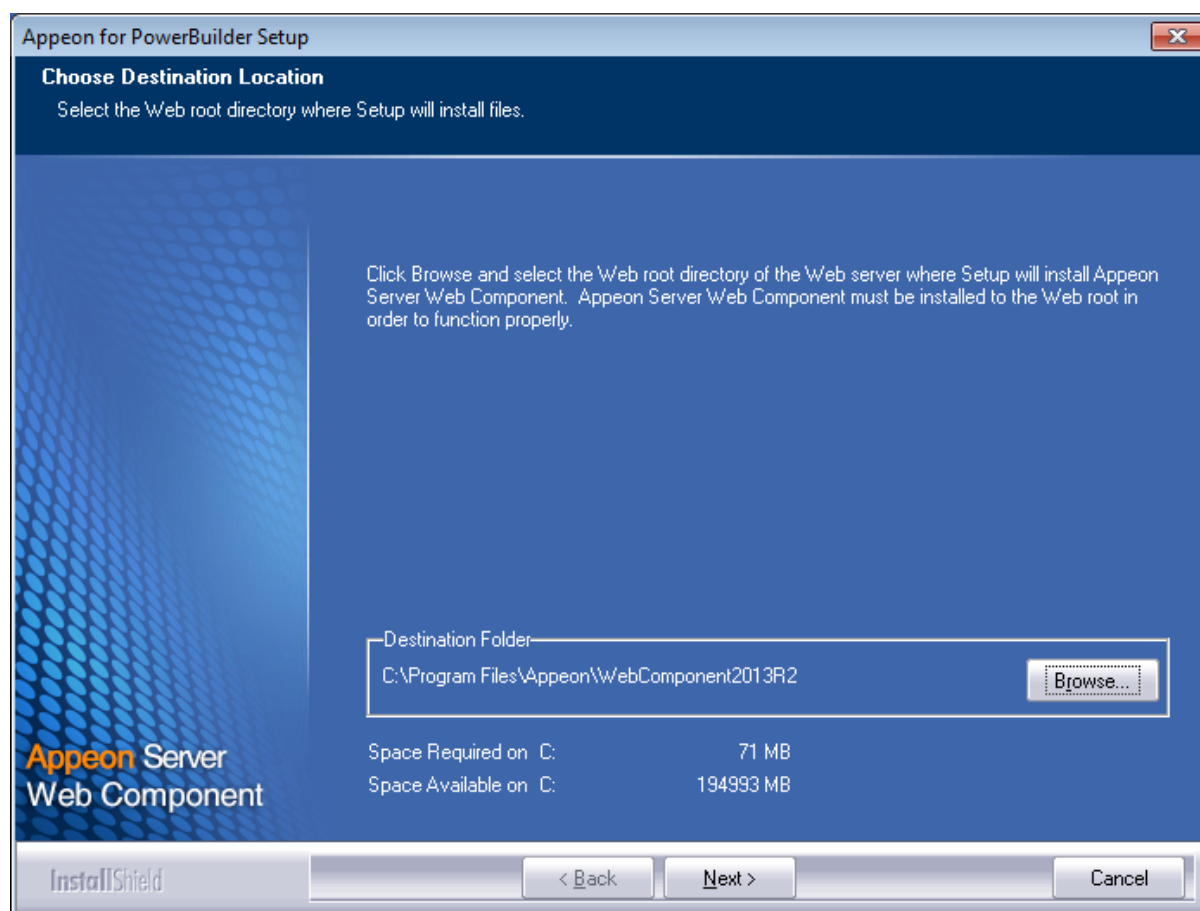 Appeon for PowerBuilder Setup
Choose Destination Location
Select the Web root directory where Setup will install files.
Click Browse and select the Web root directory of the Web server where Setup will install Appeon
Server Web Component.  Appeon Server Web Component must be installed to the Web root in
order to function properly.
Destination Folder
C:\Program Files\Appeon\WebComponent2013R2
Browse...
Space Required on  C: 71 MB
Space Available on  C: 194993 MB
Appeon Server
Web Component
InstallShield
< Back
Next >
Cancel